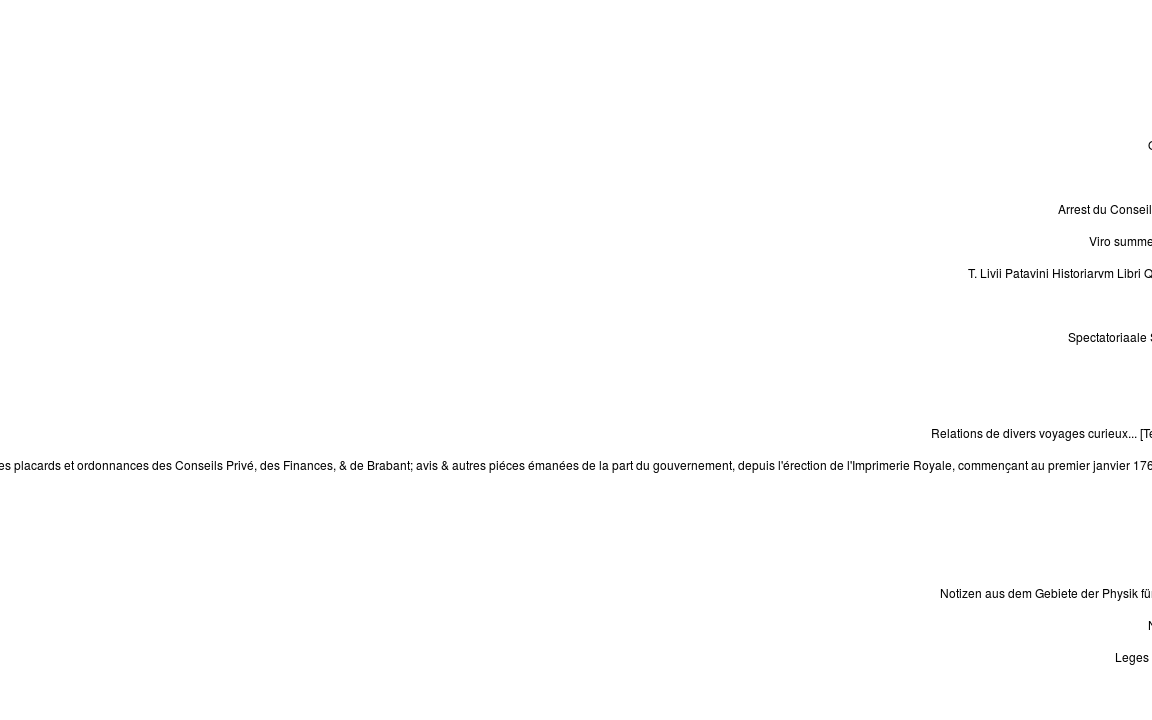 Arrest du Conseil
Viro summe
T. Livii Patavini Historiarvm Libri Q
Spectatoriaale S
Relations de divers voyages curieux... [Te
es placards et ordonnances des Conseils Privé, des Finances, & de Brabant; avis & autres piéces émanées de la part du gouvernement, depuis l'érection de l'Imprimerie Royale, commençant au premier janvier 176
Notizen aus dem Gebiete der Physik fü
N
Leges